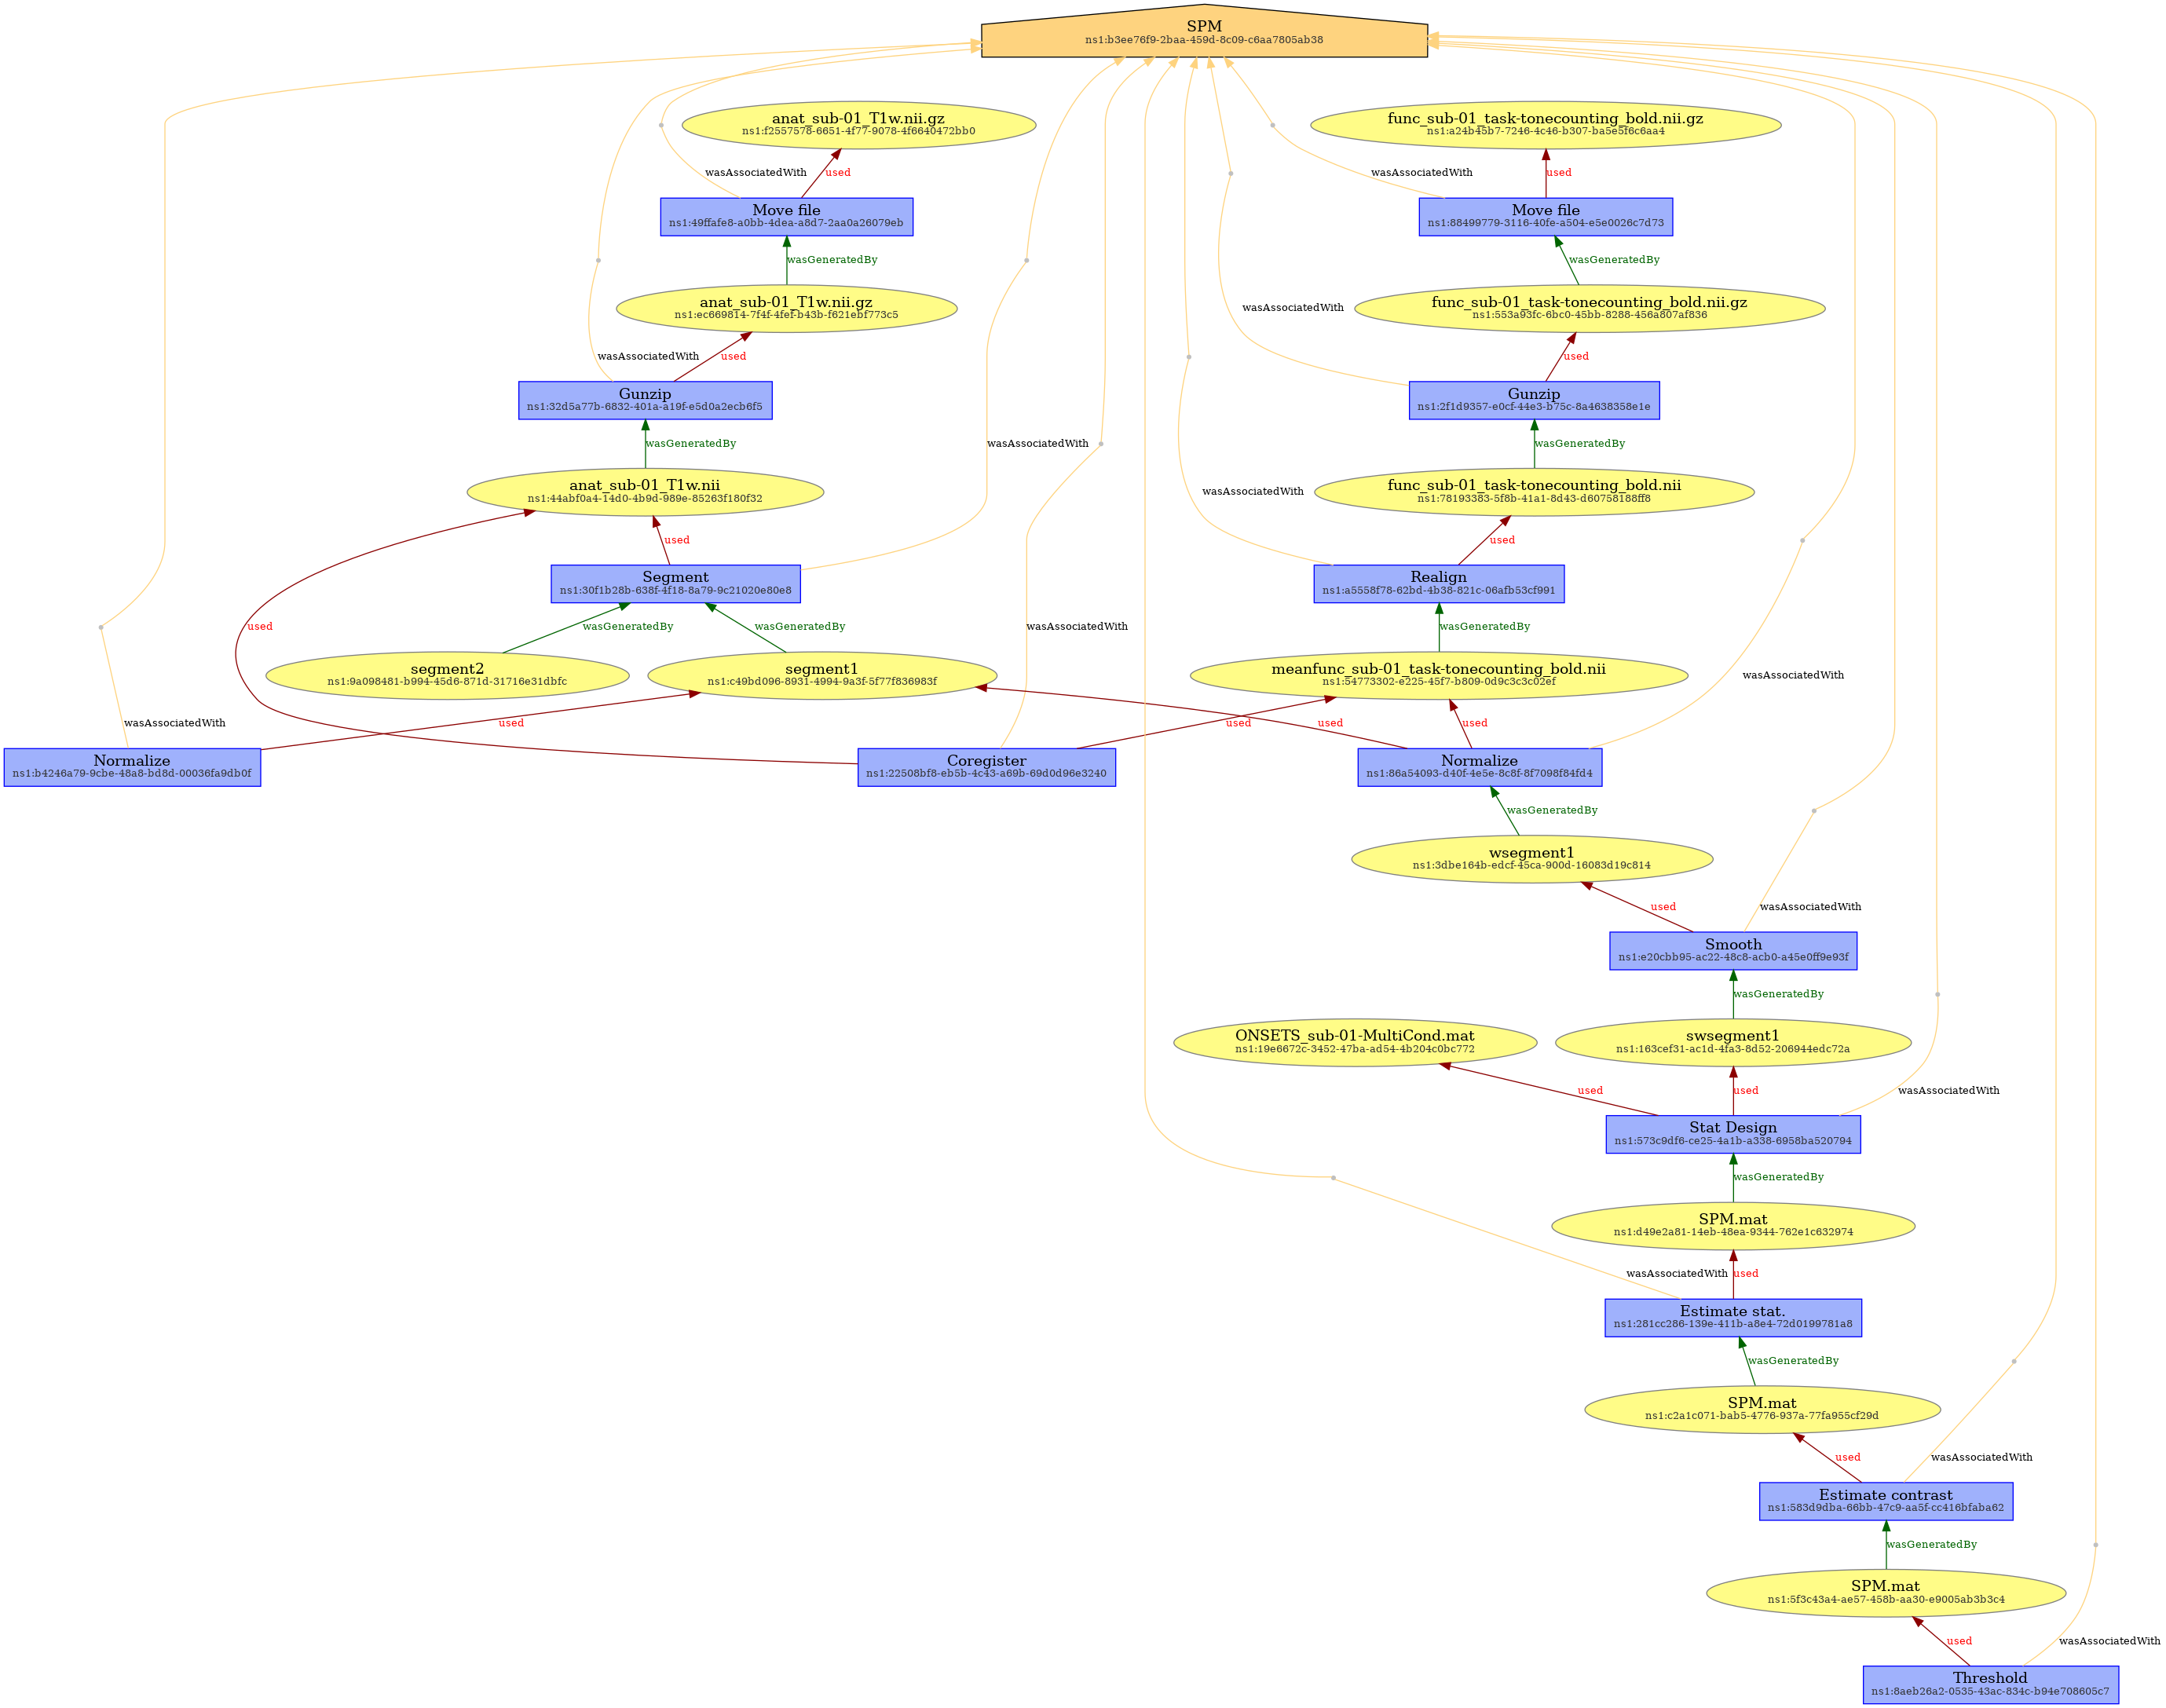 SPM
ns1:b3ee76f9-2baa-459d-8c09-c6aa7805ab38
anat_sub-01_T1w.nii.gz
ns1:f2557578-6651-4f77-9078-4f6640472bb0
func_sub-01_task-tonecounting_bold.nii.gz
ns1:a24b45b7-7246-4c46-b307-ba5e5f6c6aa4
wasAssociatedWith
used
wasAssociatedWith
used
Move file
ns1:49ffafe8-a0bb-4dea-a8d7-2aa0a26079eb
Move file
ns1:88499779-3116-40fe-a504-e5e0026c7d73
wasGeneratedBy
wasGeneratedBy
anat_sub-01_T1w.nii.gz
ns1:ec669814-7f4f-4fef-b43b-f621ebf773c5
wasAssociatedWith
func_sub-01_task-tonecounting_bold.nii.gz
ns1:553a93fc-6bc0-45bb-8288-456a807af836
wasAssociatedWith
used
used
Gunzip
ns1:32d5a77b-6832-401a-a19f-e5d0a2ecb6f5
Gunzip
ns1:2f1d9357-e0cf-44e3-b75c-8a4638358e1e
wasGeneratedBy
wasAssociatedWith
wasGeneratedBy
anat_sub-01_T1w.nii
ns1:44abf0a4-14d0-4b9d-989e-85263f180f32
wasAssociatedWith
func_sub-01_task-tonecounting_bold.nii
ns1:78193383-5f8b-41a1-8d43-d60758188ff8
used
used
Segment
ns1:30f1b28b-638f-4f18-8a79-9c21020e80e8
Realign
ns1:a5558f78-62bd-4b38-821c-06afb53cf991
used
wasGeneratedBy
wasGeneratedBy
wasAssociatedWith
wasGeneratedBy
segment2
ns1:9a098481-b994-45d6-871d-31716e31dbfc
segment1
ns1:c49bd096-8931-4994-9a3f-5f77f836983f
meanfunc_sub-01_task-tonecounting_bold.nii
ns1:54773302-e225-45f7-b809-0d9c3c3c02ef
wasAssociatedWith
wasAssociatedWith
used
used
used
used
Normalize
ns1:b4246a79-9cbe-48a8-bd8d-00036fa9db0f
Coregister
ns1:22508bf8-eb5b-4c43-a69b-69d0d96e3240
Normalize
ns1:86a54093-d40f-4e5e-8c8f-8f7098f84fd4
wasGeneratedBy
wsegment1
ns1:3dbe164b-edcf-45ca-900d-16083d19c814
used
wasAssociatedWith
Smooth
ns1:e20cbb95-ac22-48c8-acb0-a45e0ff9e93f
wasGeneratedBy
ONSETS_sub-01-MultiCond.mat
ns1:19e6672c-3452-47ba-ad54-4b204c0bc772
swsegment1
ns1:163cef31-ac1d-4fa3-8d52-206944edc72a
used
used
wasAssociatedWith
Stat Design
ns1:573c9df6-ce25-4a1b-a338-6958ba520794
wasGeneratedBy
SPM.mat
ns1:d49e2a81-14eb-48ea-9344-762e1c632974
wasAssociatedWith
used
Estimate stat.
ns1:281cc286-139e-411b-a8e4-72d0199781a8
wasGeneratedBy
SPM.mat
ns1:c2a1c071-bab5-4776-937a-77fa955cf29d
used
wasAssociatedWith
Estimate contrast
ns1:583d9dba-66bb-47c9-aa5f-cc416bfaba62
wasGeneratedBy
SPM.mat
ns1:5f3c43a4-ae57-458b-aa30-e9005ab3b3c4
used
wasAssociatedWith
Threshold
ns1:8aeb26a2-0535-43ac-834c-b94e708605c7